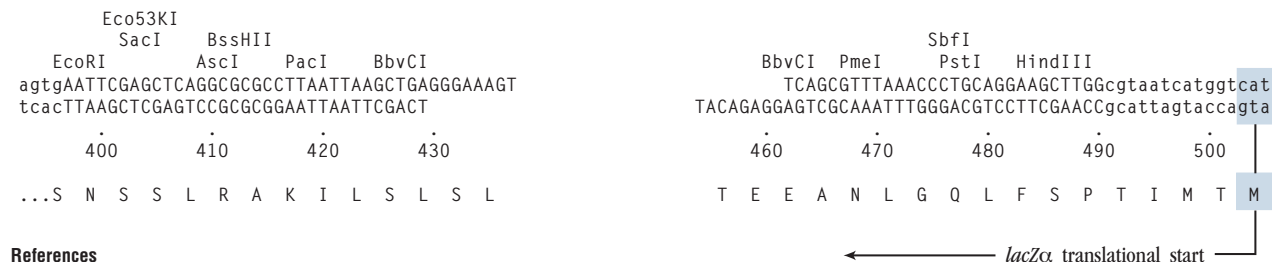 Eco53KI
SacI BssHII SbfI
EcoRI AscI PacI BbvCI BbvCI PmeI PstI HindIII
agtgAATTCGAGCTCAGGCGCGCCTTAATTAAGCTGAGGGAAAGT TCAGCGTTTAAACCCTGCAGGAAGCTTGGcgtaatcatggtcat
tcacTTAAGCTCGAGTCCGCGCGGAATTAATTCGACT TACAGAGGAGTCGCAAATTTGGGACGTCCTTCGAACCgcattagtaccagta
. . . . . . . . .
400 410 420 430 460 470 480 490 500
...S N S S L R A K I L S L S L T E E A N L G Q L F S P T I M T M
References lacZα translational start